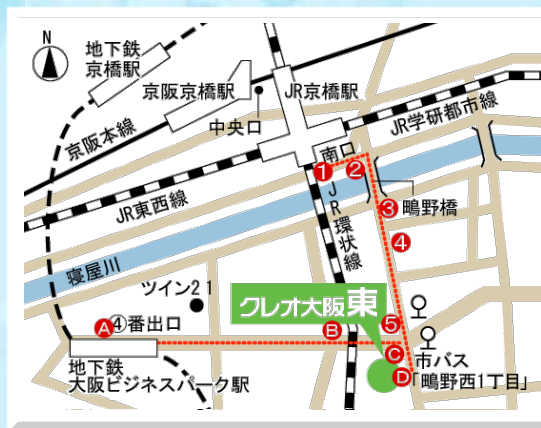 N
地下鉄
京橋駅
京阪京橋駅
JR京橋駅
中央口
京阪本線
JR学研都市線
南口
1
2
JR東西線
JR環状線
3
鴫野橋
4
寝屋川
ツイン21
クレオ大阪東
A
④番出口
B
5
C
地下鉄
大阪ビジネスパーク駅
市バス
D
「鴫野西1丁目」